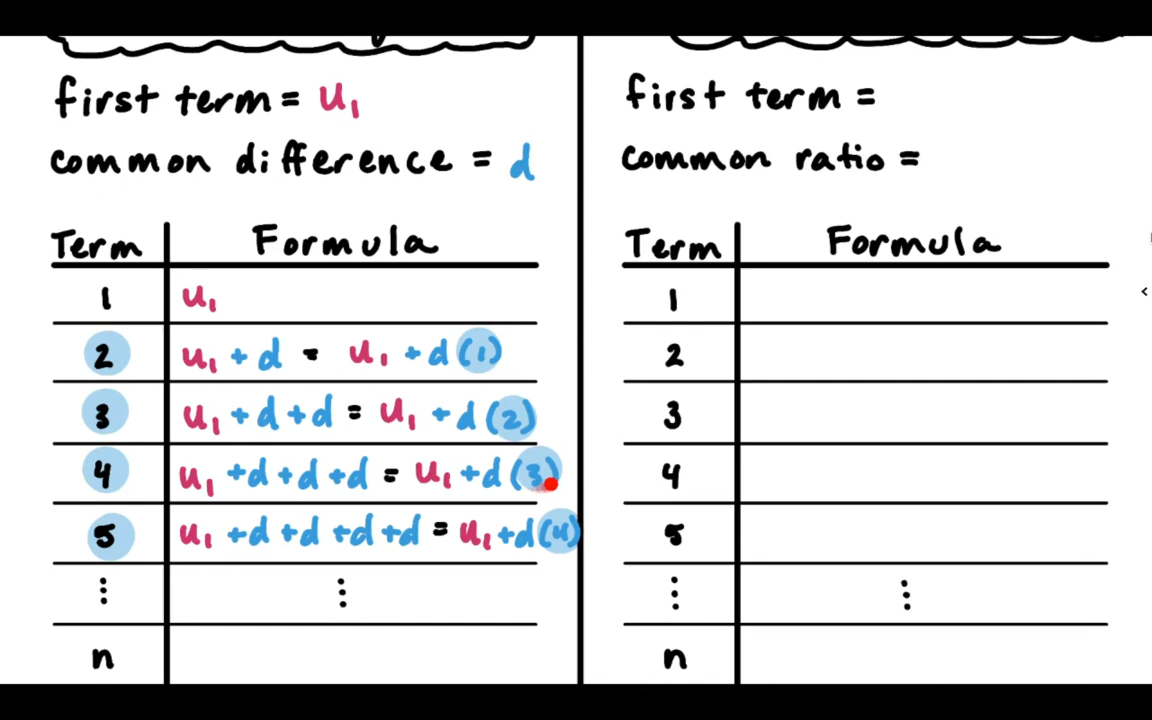 first term = u₁
common difference = d
Term Formula
1 u₁
2 u₁ + d = u₁ + d (1)
3 u₁ + d + d = u₁ + d (2)
4 u₁ + d + d + d = u₁ + d (3)
5 u₁ + d + d + d + d = u₁ + d (4)
⋮ ⋮
n
first term =
common ratio =
Term Formula
1
2
3
4
5
⋮ ⋮
n